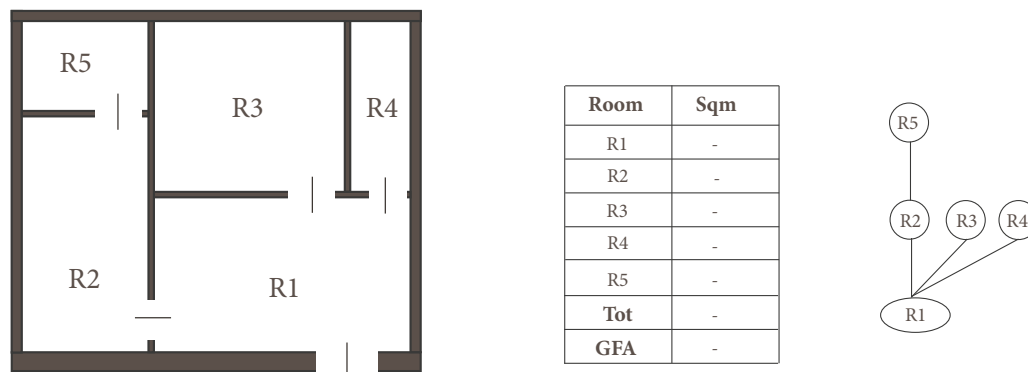 R5
R3
R4
R2
R1
Room Sqm
R1 -
R2 -
R3 -
R4 -
R5 -
Tot -
GFA -
R5
R2 R3 R4
R1